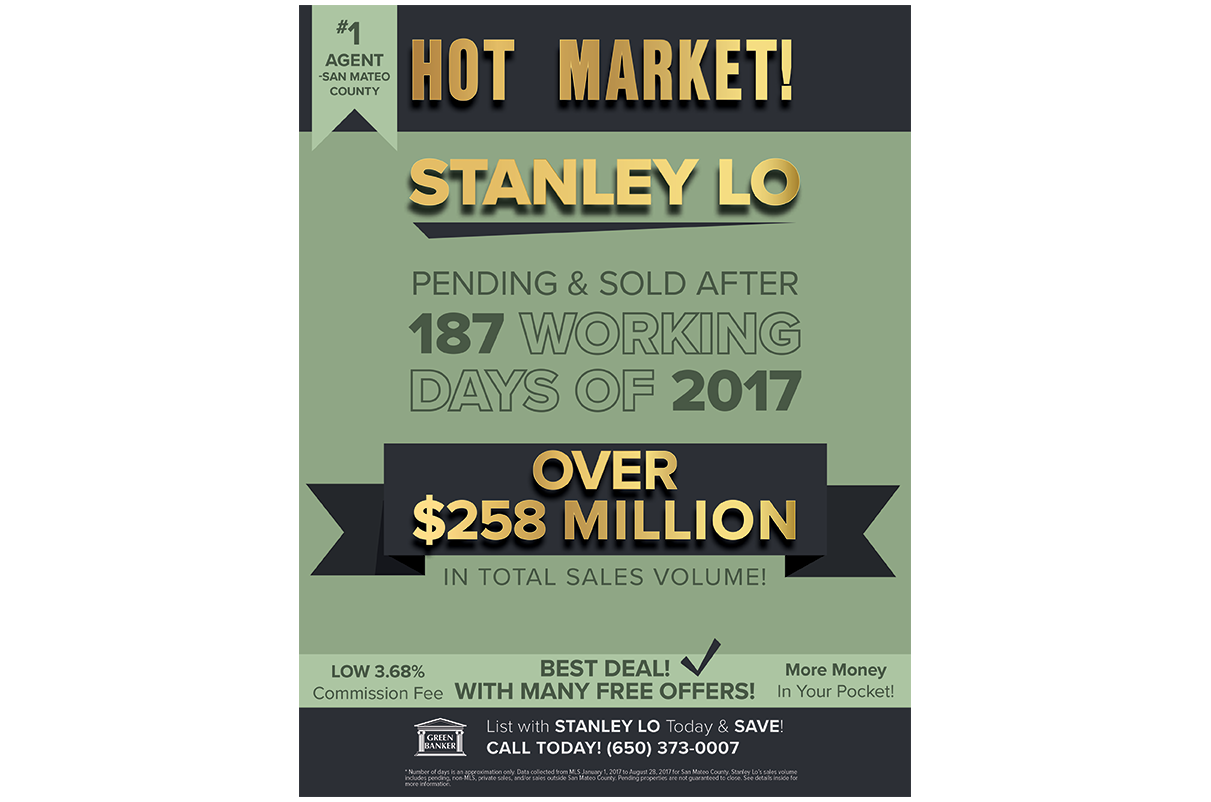 #1
AGENT
-SAN MATEO
COUNTY
HOT MARKET!
STANLEY LO
PENDING & SOLD AFTER
187 WORKING
DAYS OF 2017
OVER
$258 MILLION
IN TOTAL SALES VOLUME!
LOW 3.68%
Commission Fee
BEST DEAL!
WITH MANY FREE OFFERS!
More Money
In Your Pocket!
GREEN
BANKER
List with STANLEY LO Today & SAVE!
CALL TODAY! (650) 373-0007
* Number of days is an approximation only. Data collected from MLS January 1, 2017 to August 28, 2017 for San Mateo County. Stanley Lo's sales volume
includes pending, non-MLS, private sales, and/or sales outside San Mateo County. Pending properties are not guaranteed to close. See details inside for
more information.